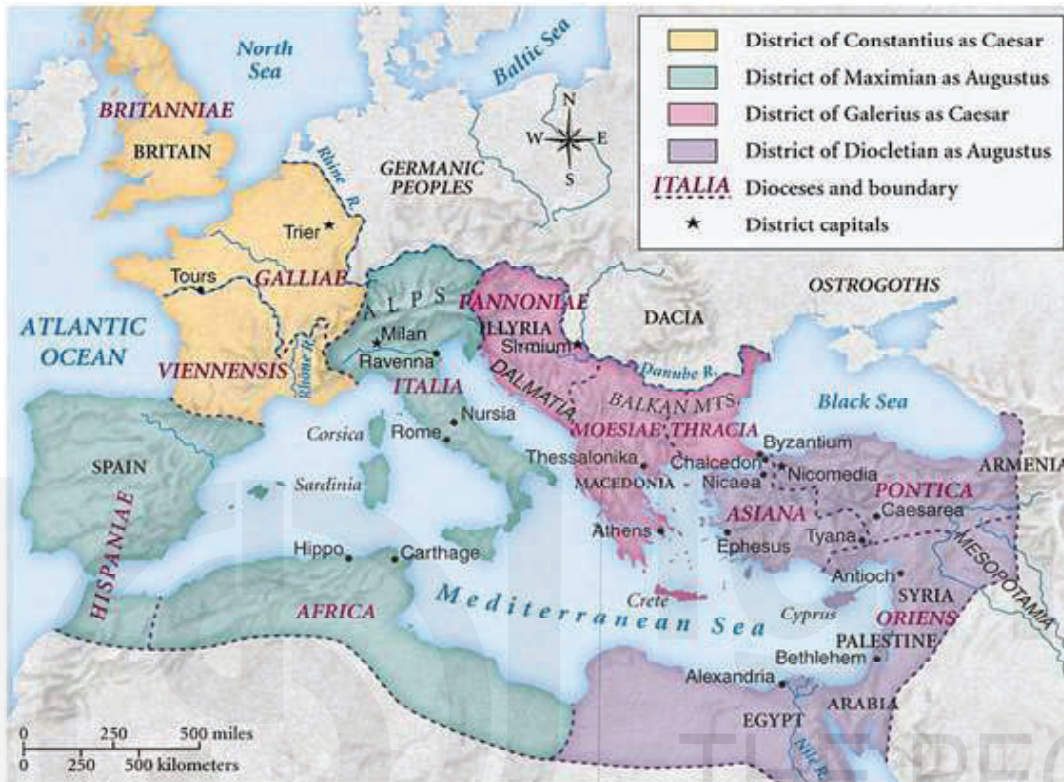 District of Constantius as Caesar
District of Maximian as Augustus
District of Galerius as Caesar
District of Diocletian as Augustus
ITALIA Dioceses and boundary
District capitals
North
Sea
Baltic Sea
N
W E
S
BRITANNIAE
BRITAIN
Rhine R.
GERMANIC
PEOPLES
Trier
Tours
GALLIAE
ATLANTIC
OCEAN
VIENNENSIS
Rhône R.
ALPS
Milan
Ravenna
ITALIA
PANNONIAE
ILLYRIA
Sirmium
DACIA
OSTROGOTHS
DALMATIA
Danube R.
BALKAN MTS.
Black Sea
MOESIAE THRACIA
Nursia
Rome
Corsica
Sardinia
SPAIN
HISPANIAE
Thessalonika
MACEDONIA
Byzantium
Chalcedon
Nicomedia
Nicaea
ARMENIA
PONTICA
Caesarea
ASIANA
Athens
Ephesus
Tyana
MESOPOTAMIA
Hippo
Carthage
AFRICA
Mediterranean Sea
Crete
Cyprus
Antioch
SYRIA
ORIENS
PALESTINE
Bethlehem
Alexandria
ARABIA
EGYPT
Nile R.
0 250 500 miles
0 250 500 kilometers
THE PEO